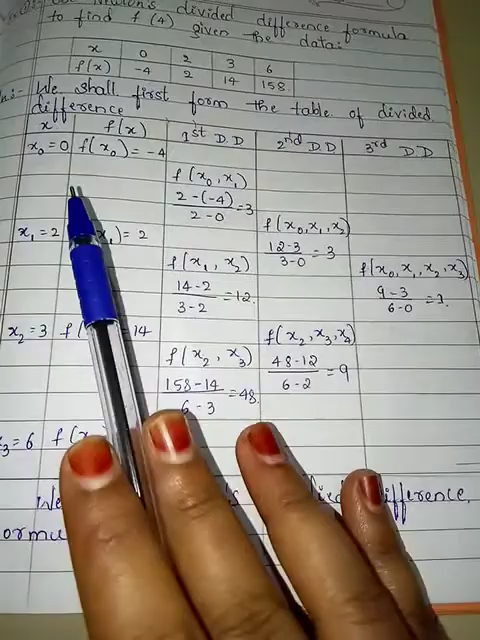 Newton's divided difference formula
to find f(4) given the data:
x 0 2 3 6
f(x) -4 2 14 158
We shall first form the table of divided
difference
x f(x) 1st D.D 2nd D.D 3rd D.D
x₀ = 0 f(x₀) = -4
f(x₀, x₁)
2-(-4)/2-0 = 3
x₁ = 2 x₁) = 2
f(x₀, x₁, x₂)
12-3/3-0 = 3
f(x₁, x₂)
14-2/3-2 = 12.
f(x₀, x₁, x₂, x₃)
9-3/6-0 = 1.
x₂ = 3 f( 14
f(x₂, x₃, x₄)
48-12/6-2 = 9
f(x₂, x₃)
158-14/6-3 = 48
x₃ = 6 f(x
We difference